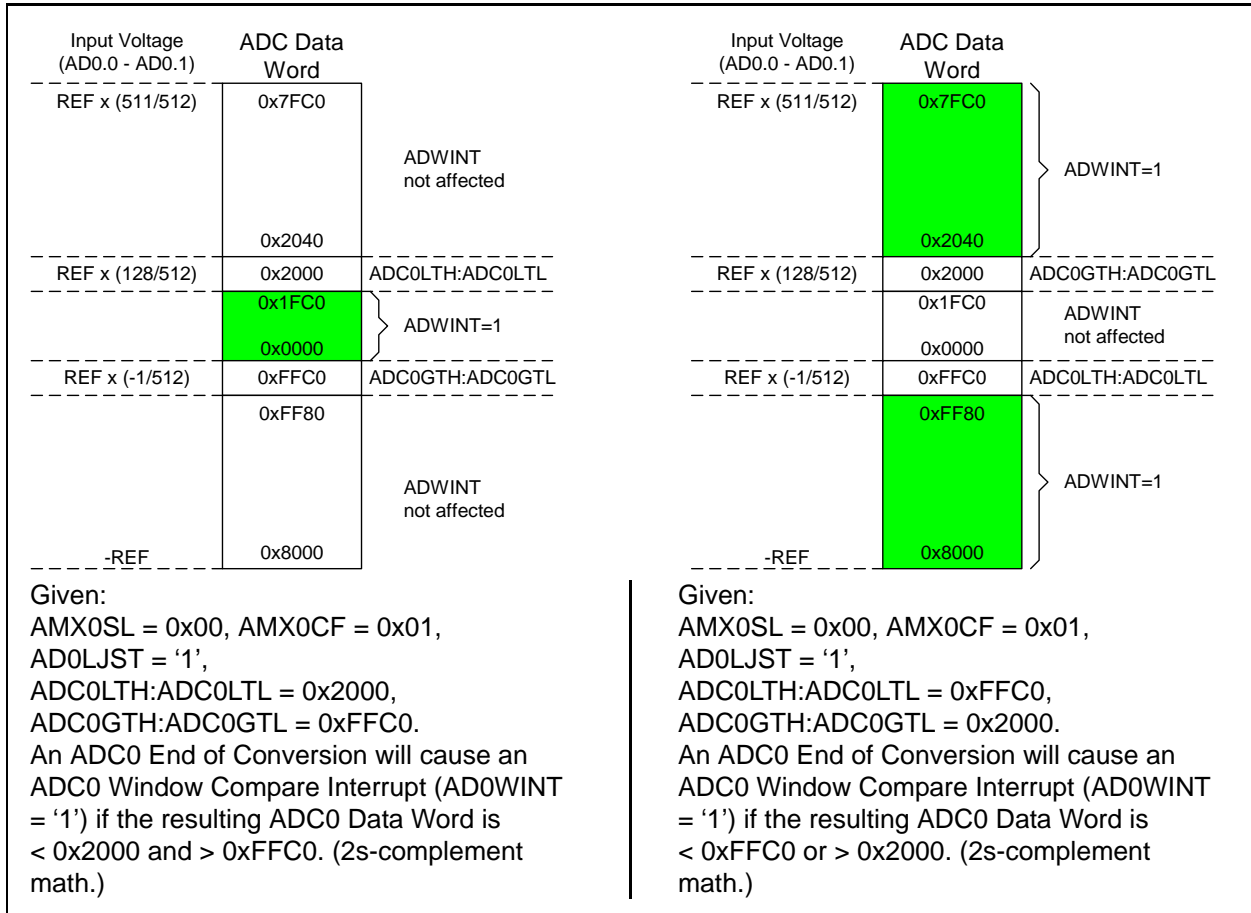 Input Voltage
(AD0.0 - AD0.1)
ADC Data
Word
REF x (511/512)
0x7FC0
ADWINT
not affected
0x2040
REF x (128/512)
0x2000
ADC0LTH:ADC0LTL
0x1FC0
ADWINT=1
0x0000
REF x (-1/512)
0xFFC0
ADC0GTH:ADC0GTL
0xFF80
ADWINT
not affected
-REF
0x8000
Given:
AMX0SL = 0x00, AMX0CF = 0x01,
AD0LJST = ‘1’,
ADC0LTH:ADC0LTL = 0x2000,
ADC0GTH:ADC0GTL = 0xFFC0.
An ADC0 End of Conversion will cause an
ADC0 Window Compare Interrupt (AD0WINT
= ‘1’) if the resulting ADC0 Data Word is
< 0x2000 and > 0xFFC0. (2s-complement
math.)
Input Voltage
(AD0.0 - AD0.1)
ADC Data
Word
REF x (511/512)
0x7FC0
ADWINT=1
0x2040
REF x (128/512)
0x2000
ADC0GTH:ADC0GTL
0x1FC0
ADWINT
not affected
0x0000
REF x (-1/512)
0xFFC0
ADC0LTH:ADC0LTL
0xFF80
ADWINT=1
-REF
0x8000
Given:
AMX0SL = 0x00, AMX0CF = 0x01,
AD0LJST = ‘1’,
ADC0LTH:ADC0LTL = 0xFFC0,
ADC0GTH:ADC0GTL = 0x2000.
An ADC0 End of Conversion will cause an
ADC0 Window Compare Interrupt (AD0WINT
= ‘1’) if the resulting ADC0 Data Word is
< 0xFFC0 or > 0x2000. (2s-complement
math.)